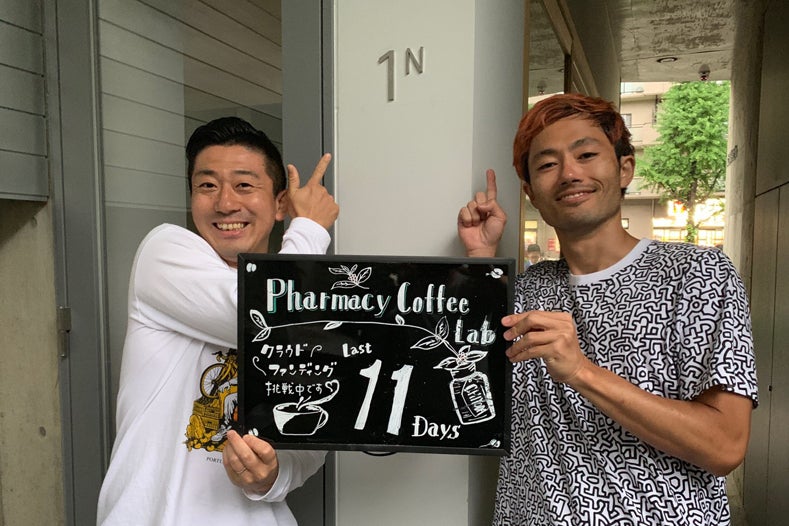 1N
Pharmacy Coffee
Lab
クラウド
ファンディング
挑戦中です
Last
11
Days